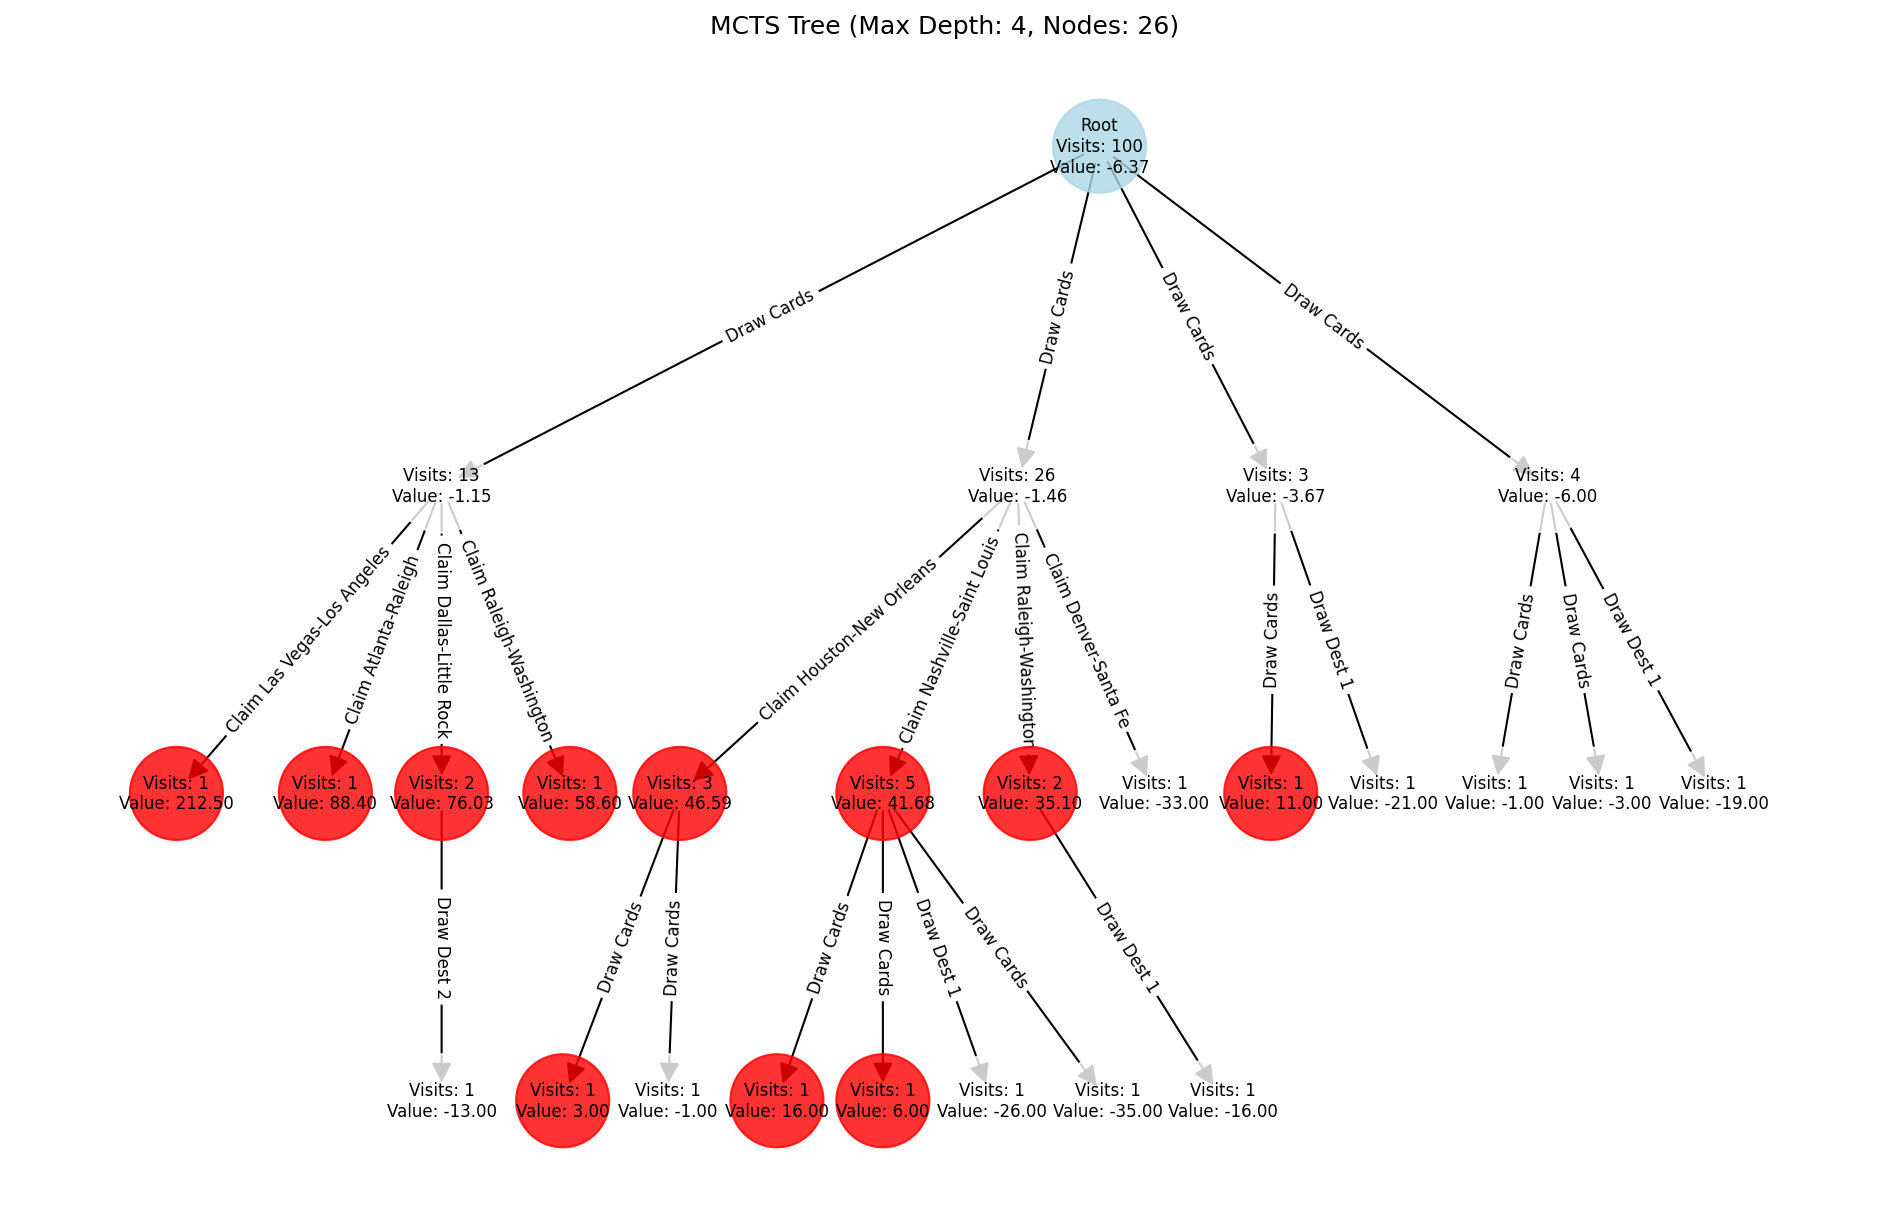 MCTS Tree (Max Depth: 4, Nodes: 26)
Root
Visits: 100
Value: -6.37
Draw Cards
Draw Cards
Draw Cards
Draw Cards
Visits: 13
Value: -1.15
Visits: 26
Value: -1.46
Visits: 3
Value: -3.67
Visits: 4
Value: -6.00
Claim Las Vegas-Los Angeles
Claim Atlanta-Raleigh
Claim Dallas-Little Rock
Claim Raleigh-Washington
Claim Houston-New Orleans
Claim Nashville-Saint Louis
Claim Raleigh-Washington
Claim Denver-Santa Fe
Draw Cards
Draw Dest 1
Draw Cards
Draw Cards
Draw Dest 1
Visits: 1
Value: 212.50
Visits: 1
Value: 88.40
Visits: 2
Value: 76.03
Visits: 1
Value: 58.60
Visits: 3
Value: 46.59
Visits: 5
Value: 41.68
Visits: 2
Value: 35.10
Visits: 1
Value: -33.00
Visits: 1
Value: 11.00
Visits: 1
Value: -21.00
Visits: 1
Value: -1.00
Visits: 1
Value: -3.00
Visits: 1
Value: -19.00
Draw Dest 2
Draw Cards
Draw Cards
Draw Cards
Draw Cards
Draw Dest 1
Draw Cards
Draw Dest 1
Visits: 1
Value: -13.00
Visits: 1
Value: 3.00
Visits: 1
Value: -1.00
Visits: 1
Value: 16.00
Visits: 1
Value: 6.00
Visits: 1
Value: -26.00
Visits: 1
Value: -35.00
Visits: 1
Value: -16.00